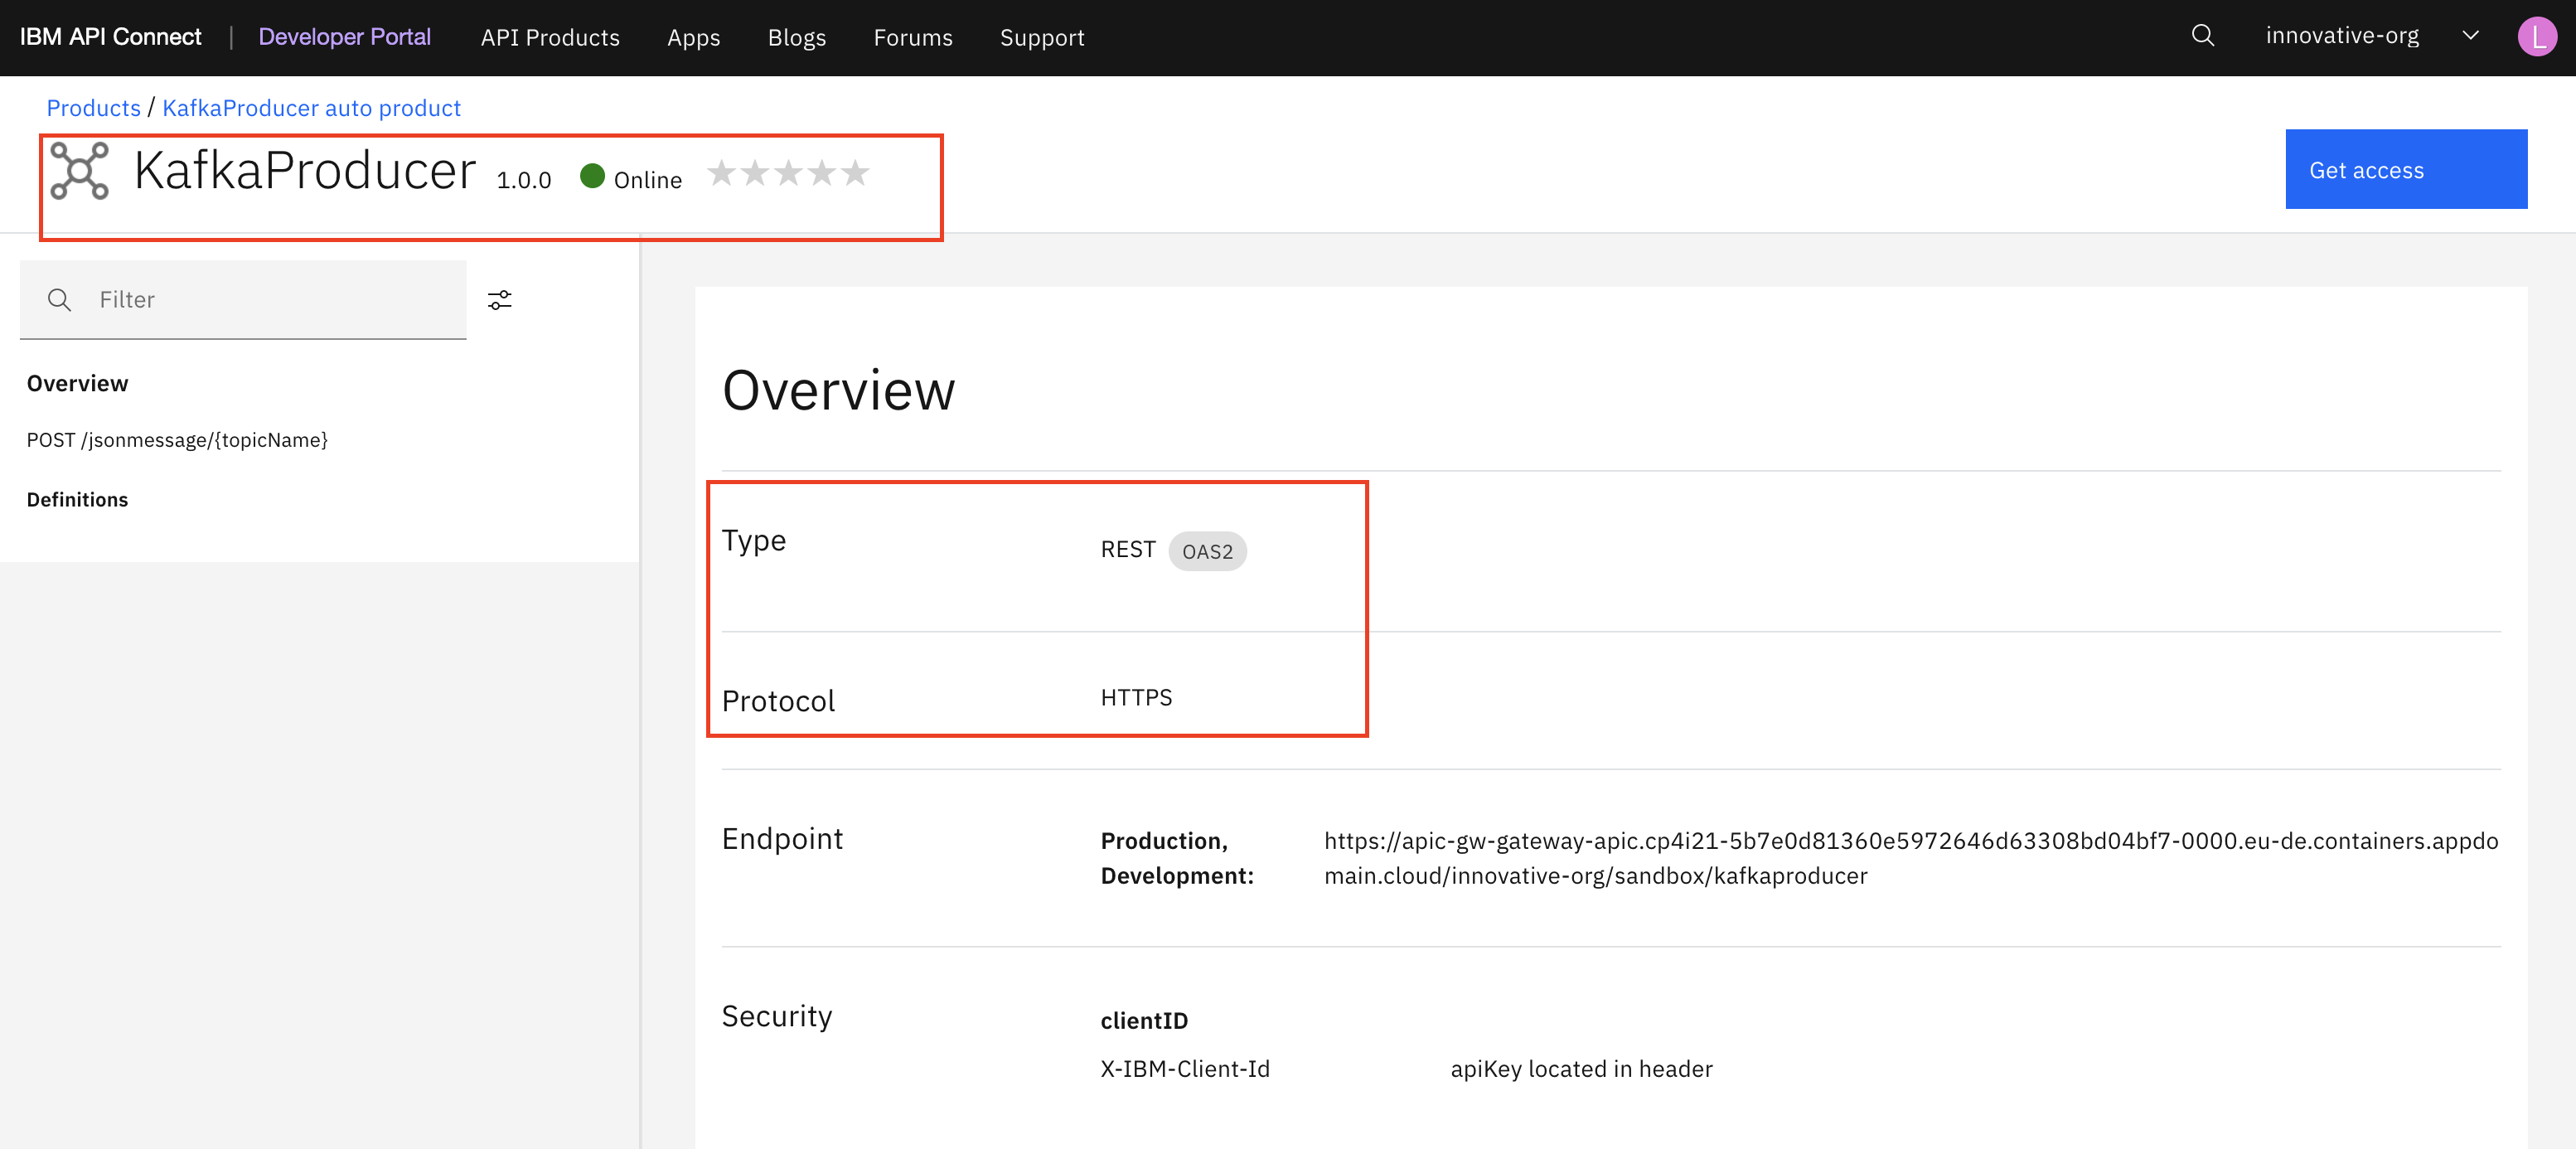 IBM API Connect | Developer Portal API Products Apps Blogs Forums Support innovative-org L
Products / KafkaProducer auto product
KafkaProducer 1.0.0 Online
Get access
Filter
Overview
POST /jsonmessage/{topicName}
Definitions
Overview
Type REST OAS2
Protocol HTTPS
Endpoint Production, https://apic-gw-gateway-apic.cp4i21-5b7e0d81360e5972646d63308bd04bf7-0000.eu-de.containers.appdo
Development: main.cloud/innovative-org/sandbox/kafkaproducer
Security clientID
X-IBM-Client-Id apiKey located in header